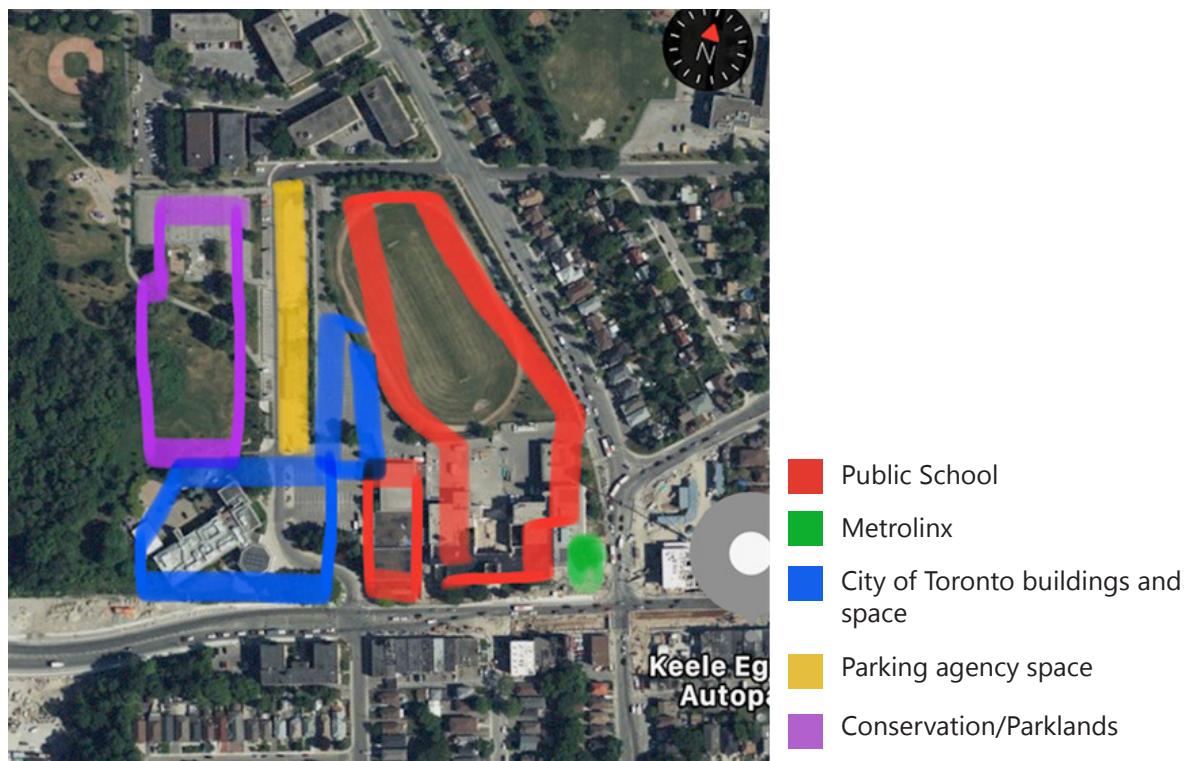 N
Keele Eg
Autopa
Public School
Metrolinx
City of Toronto buildings and
space
Parking agency space
Conservation/Parklands